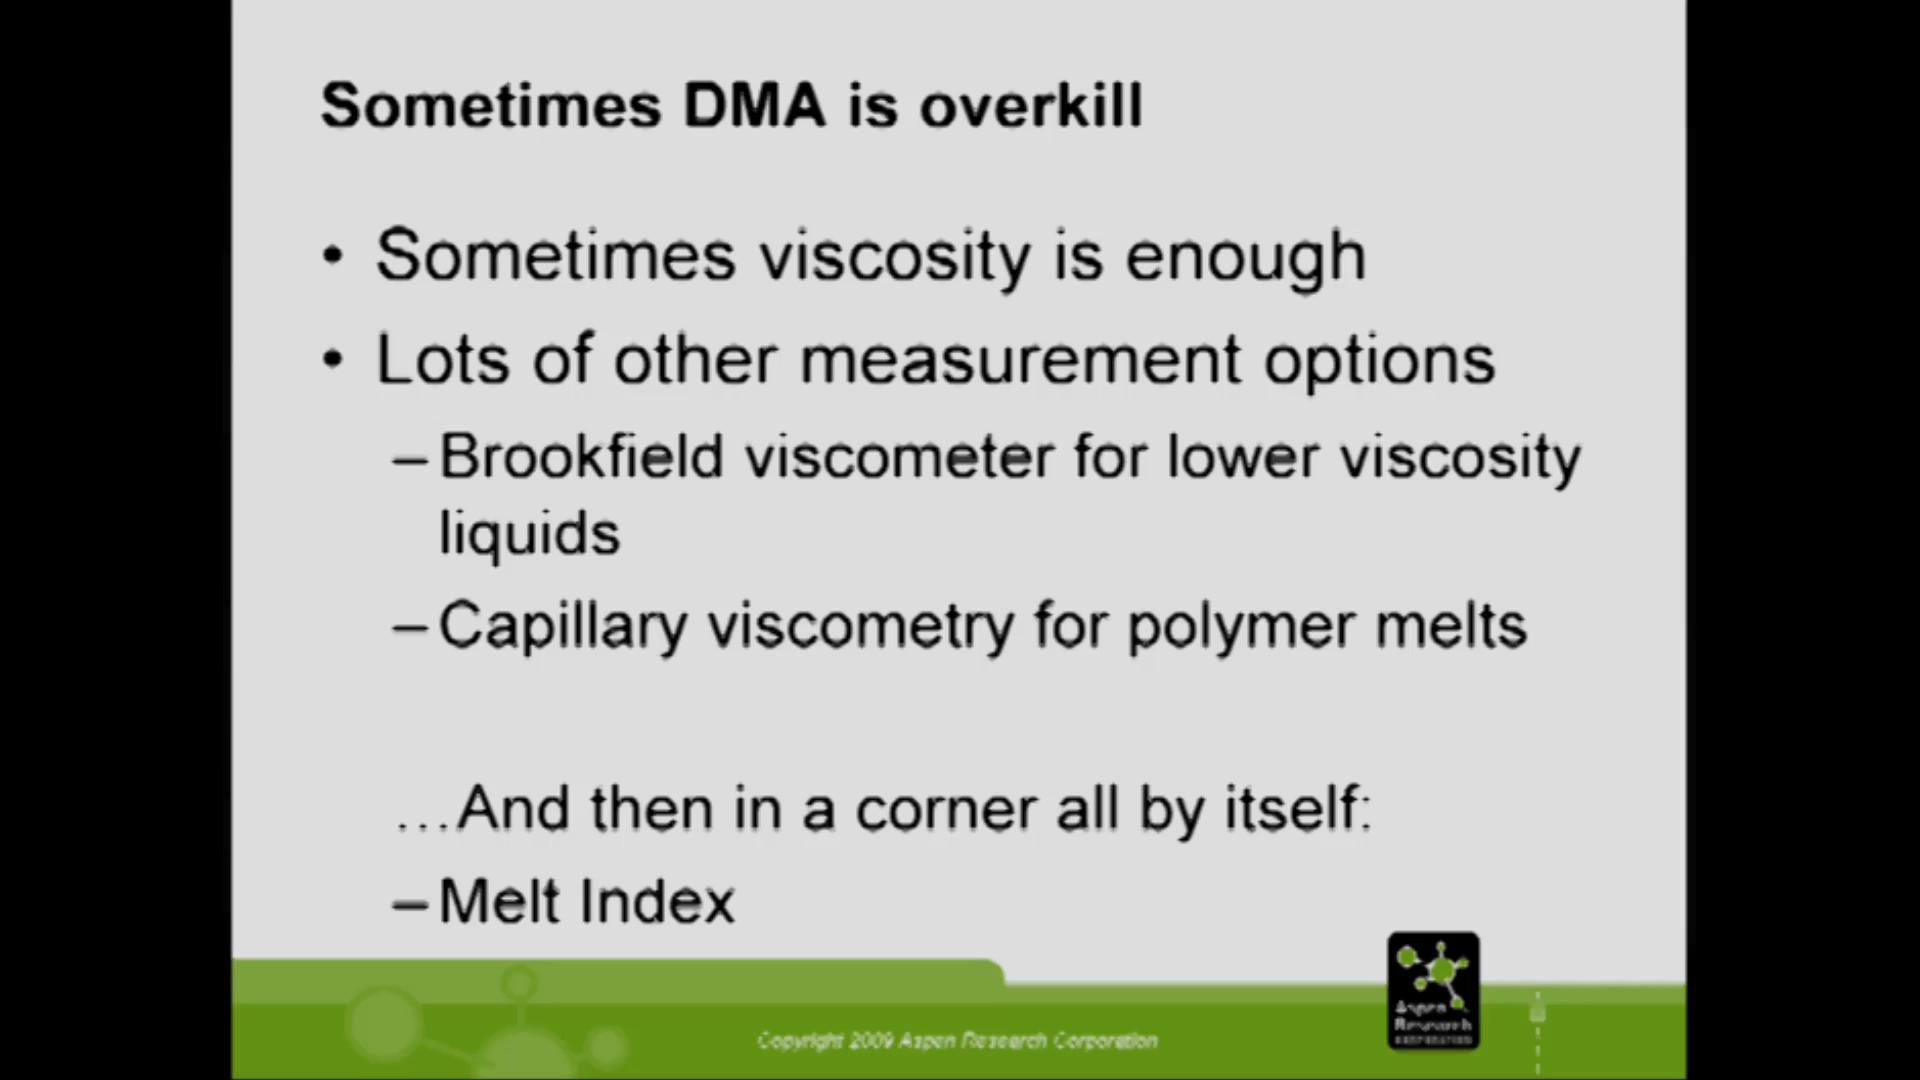 Sometimes DMA is overkill
• Sometimes viscosity is enough
• Lots of other measurement options
– Brookfield viscometer for lower viscosity
liquids
– Capillary viscometry for polymer melts
…And then in a corner all by itself:
– Melt Index
Copyright 2009 Aspen Research Corporation
Aspen
Research